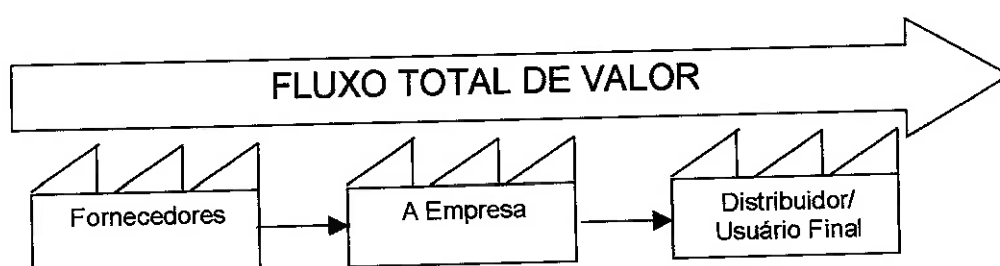 FLUXO TOTAL DE VALOR
Fornecedores
A Empresa
Distribuidor/
Usuário Final